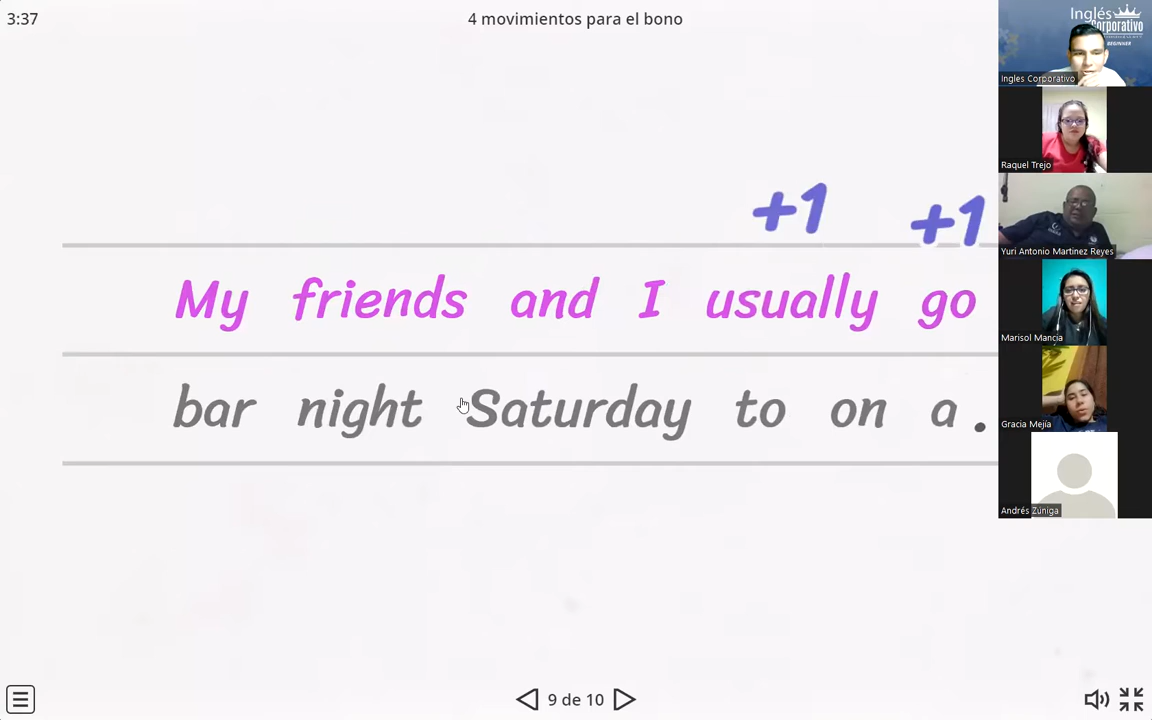 3:37
4 movimientos para el bono
Inglés
Corporativo
BEGINNER
Ingles Corporativo
Raquel Trejo
Yuri Antonio Martinez Reyes
Marisol Mancia
Gracia Mejía
Andrés Zúniga
+1 +1
My friends and I usually go
bar night Saturday to on a .
9 de 10